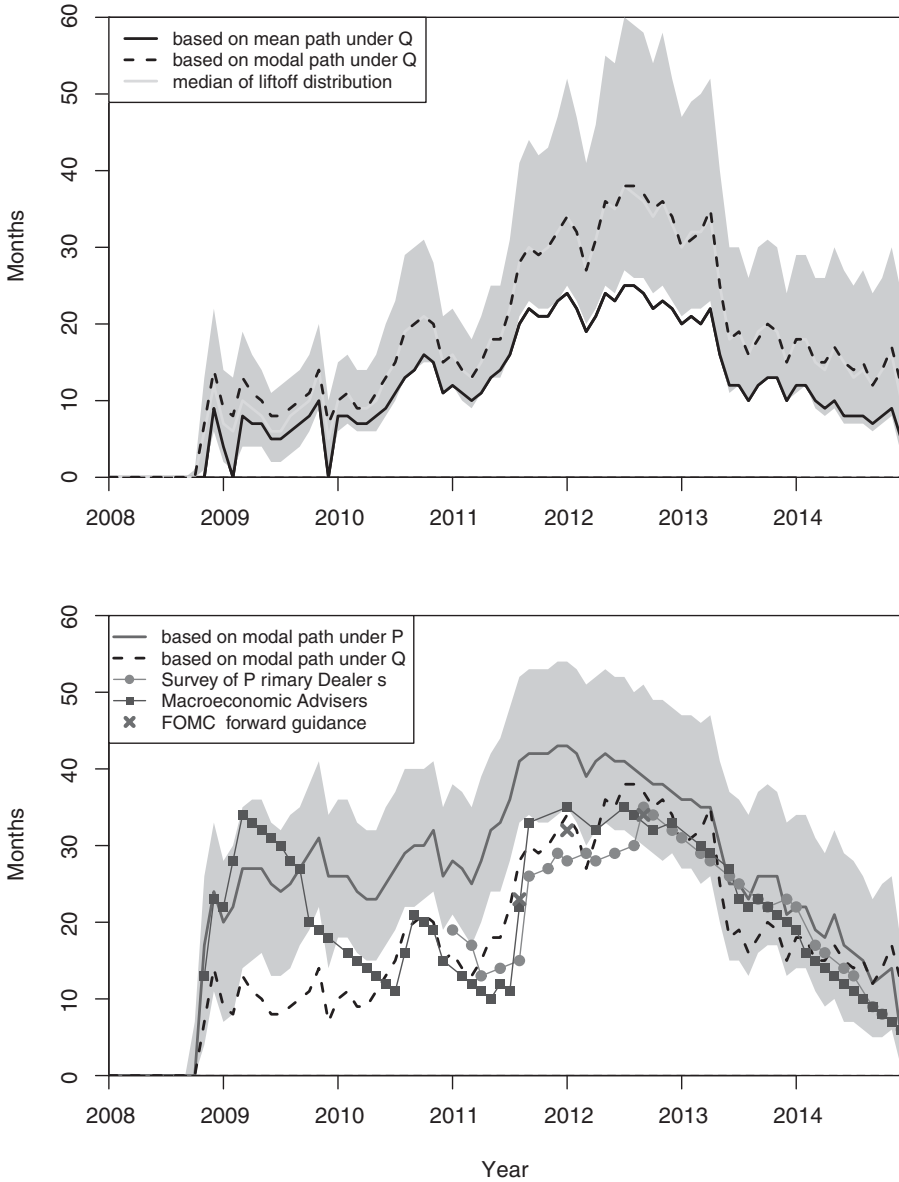 60
50
40
30
20
10
0
Months
based on mean path under Q
based on modal path under Q
median of liftoff distribution
2008 2009 2010 2011 2012 2013 2014
60
50
40
30
20
10
0
Months
based on modal path under P
based on modal path under Q
Survey of P rimary Dealer s
Macroeconomic Advisers
FOMC forward guidance
2008 2009 2010 2011 2012 2013 2014
Year